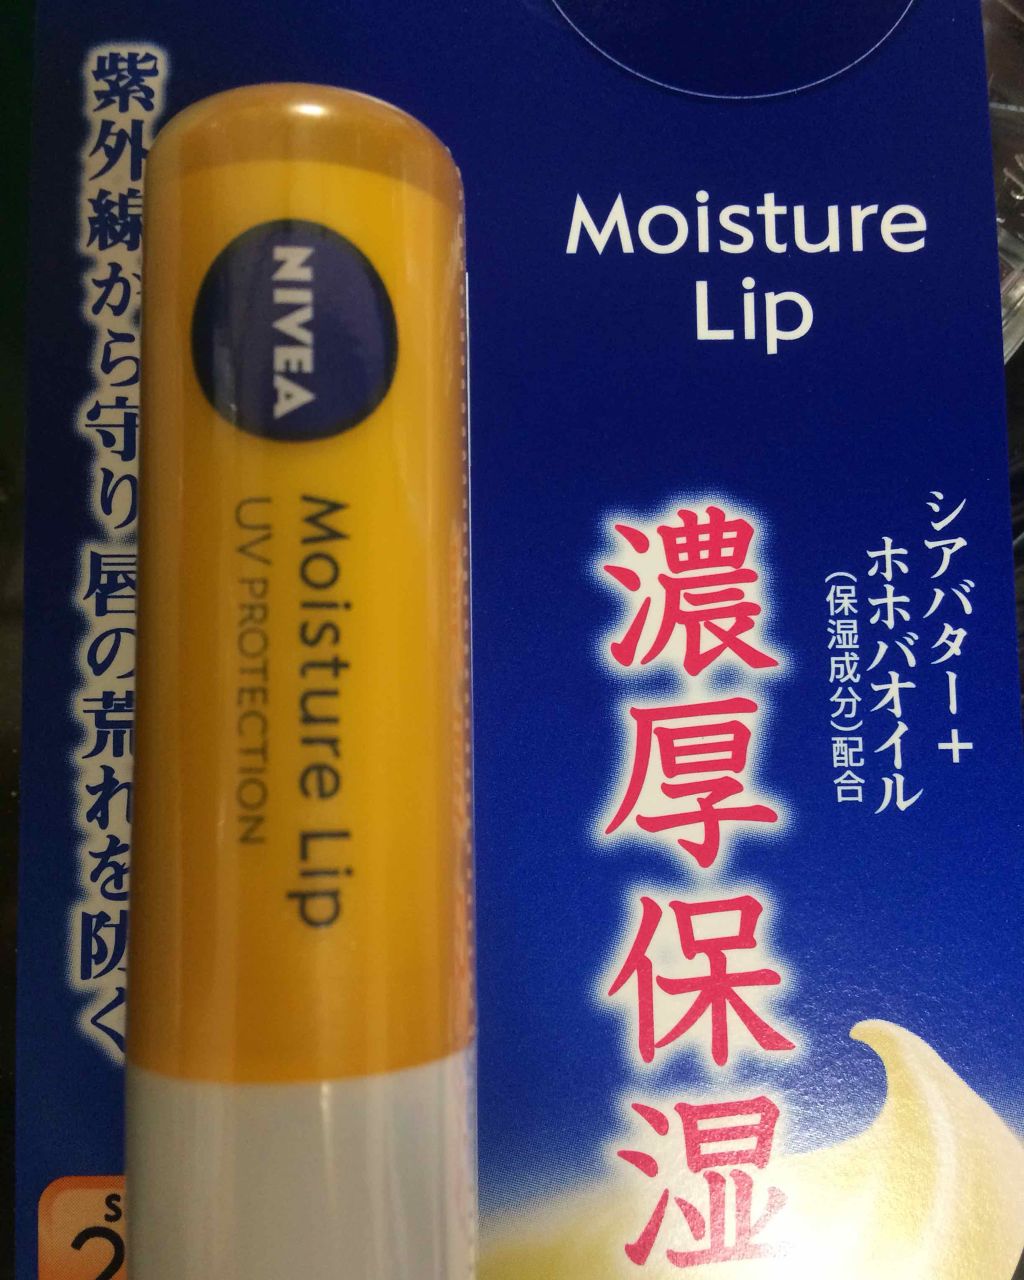 Moisture
Lip
シアバター+
ホホバオイル
(保湿成分)配合
濃厚保湿
紫外線から守り 唇の荒れを防ぐ
NIVEA
Moisture Lip
UV PROTECTION
S
2